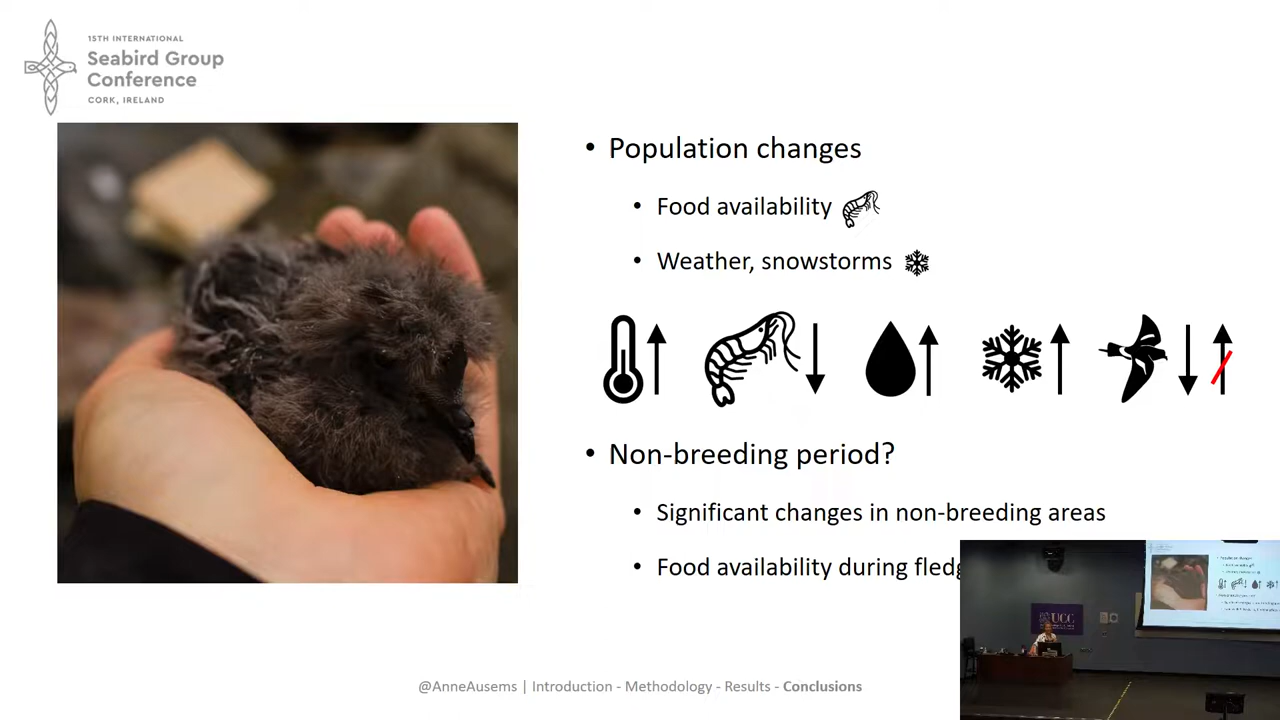 15TH INTERNATIONAL
Seabird Group
Conference
CORK, IRELAND
• Population changes
• Food availability
• Weather, snowstorms
• Non-breeding period?
• Significant changes in non-breeding areas
• Food availability during fledg
UCC
@AnneAusems | Introduction - Methodology - Results - Conclusions